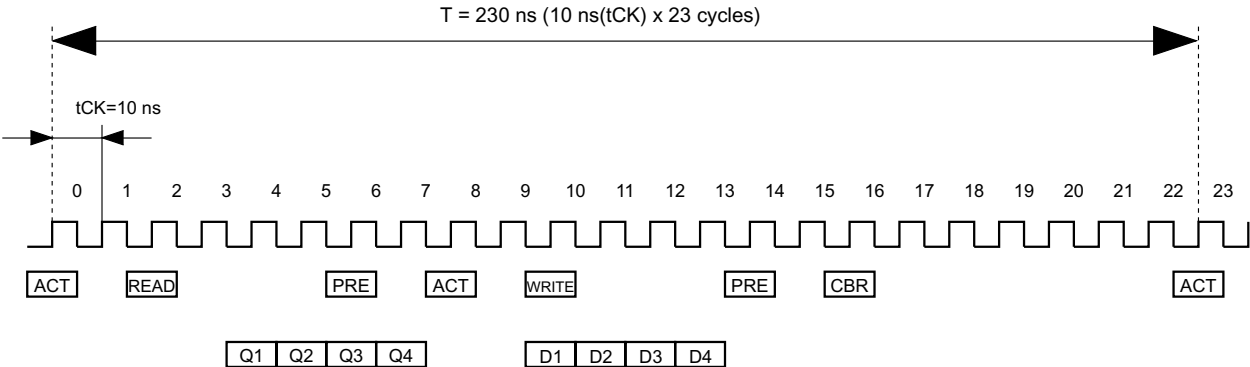 T = 230 ns (10 ns(tCK) x 23 cycles)
tCK=10 ns
0 1 2 3 4 5 6 7 8 9 10 11 12 13 14 15 16 17 18 19 20 21 22 23
ACT READ PRE ACT WRITE PRE CBR ACT
Q1 Q2 Q3 Q4 D1 D2 D3 D4